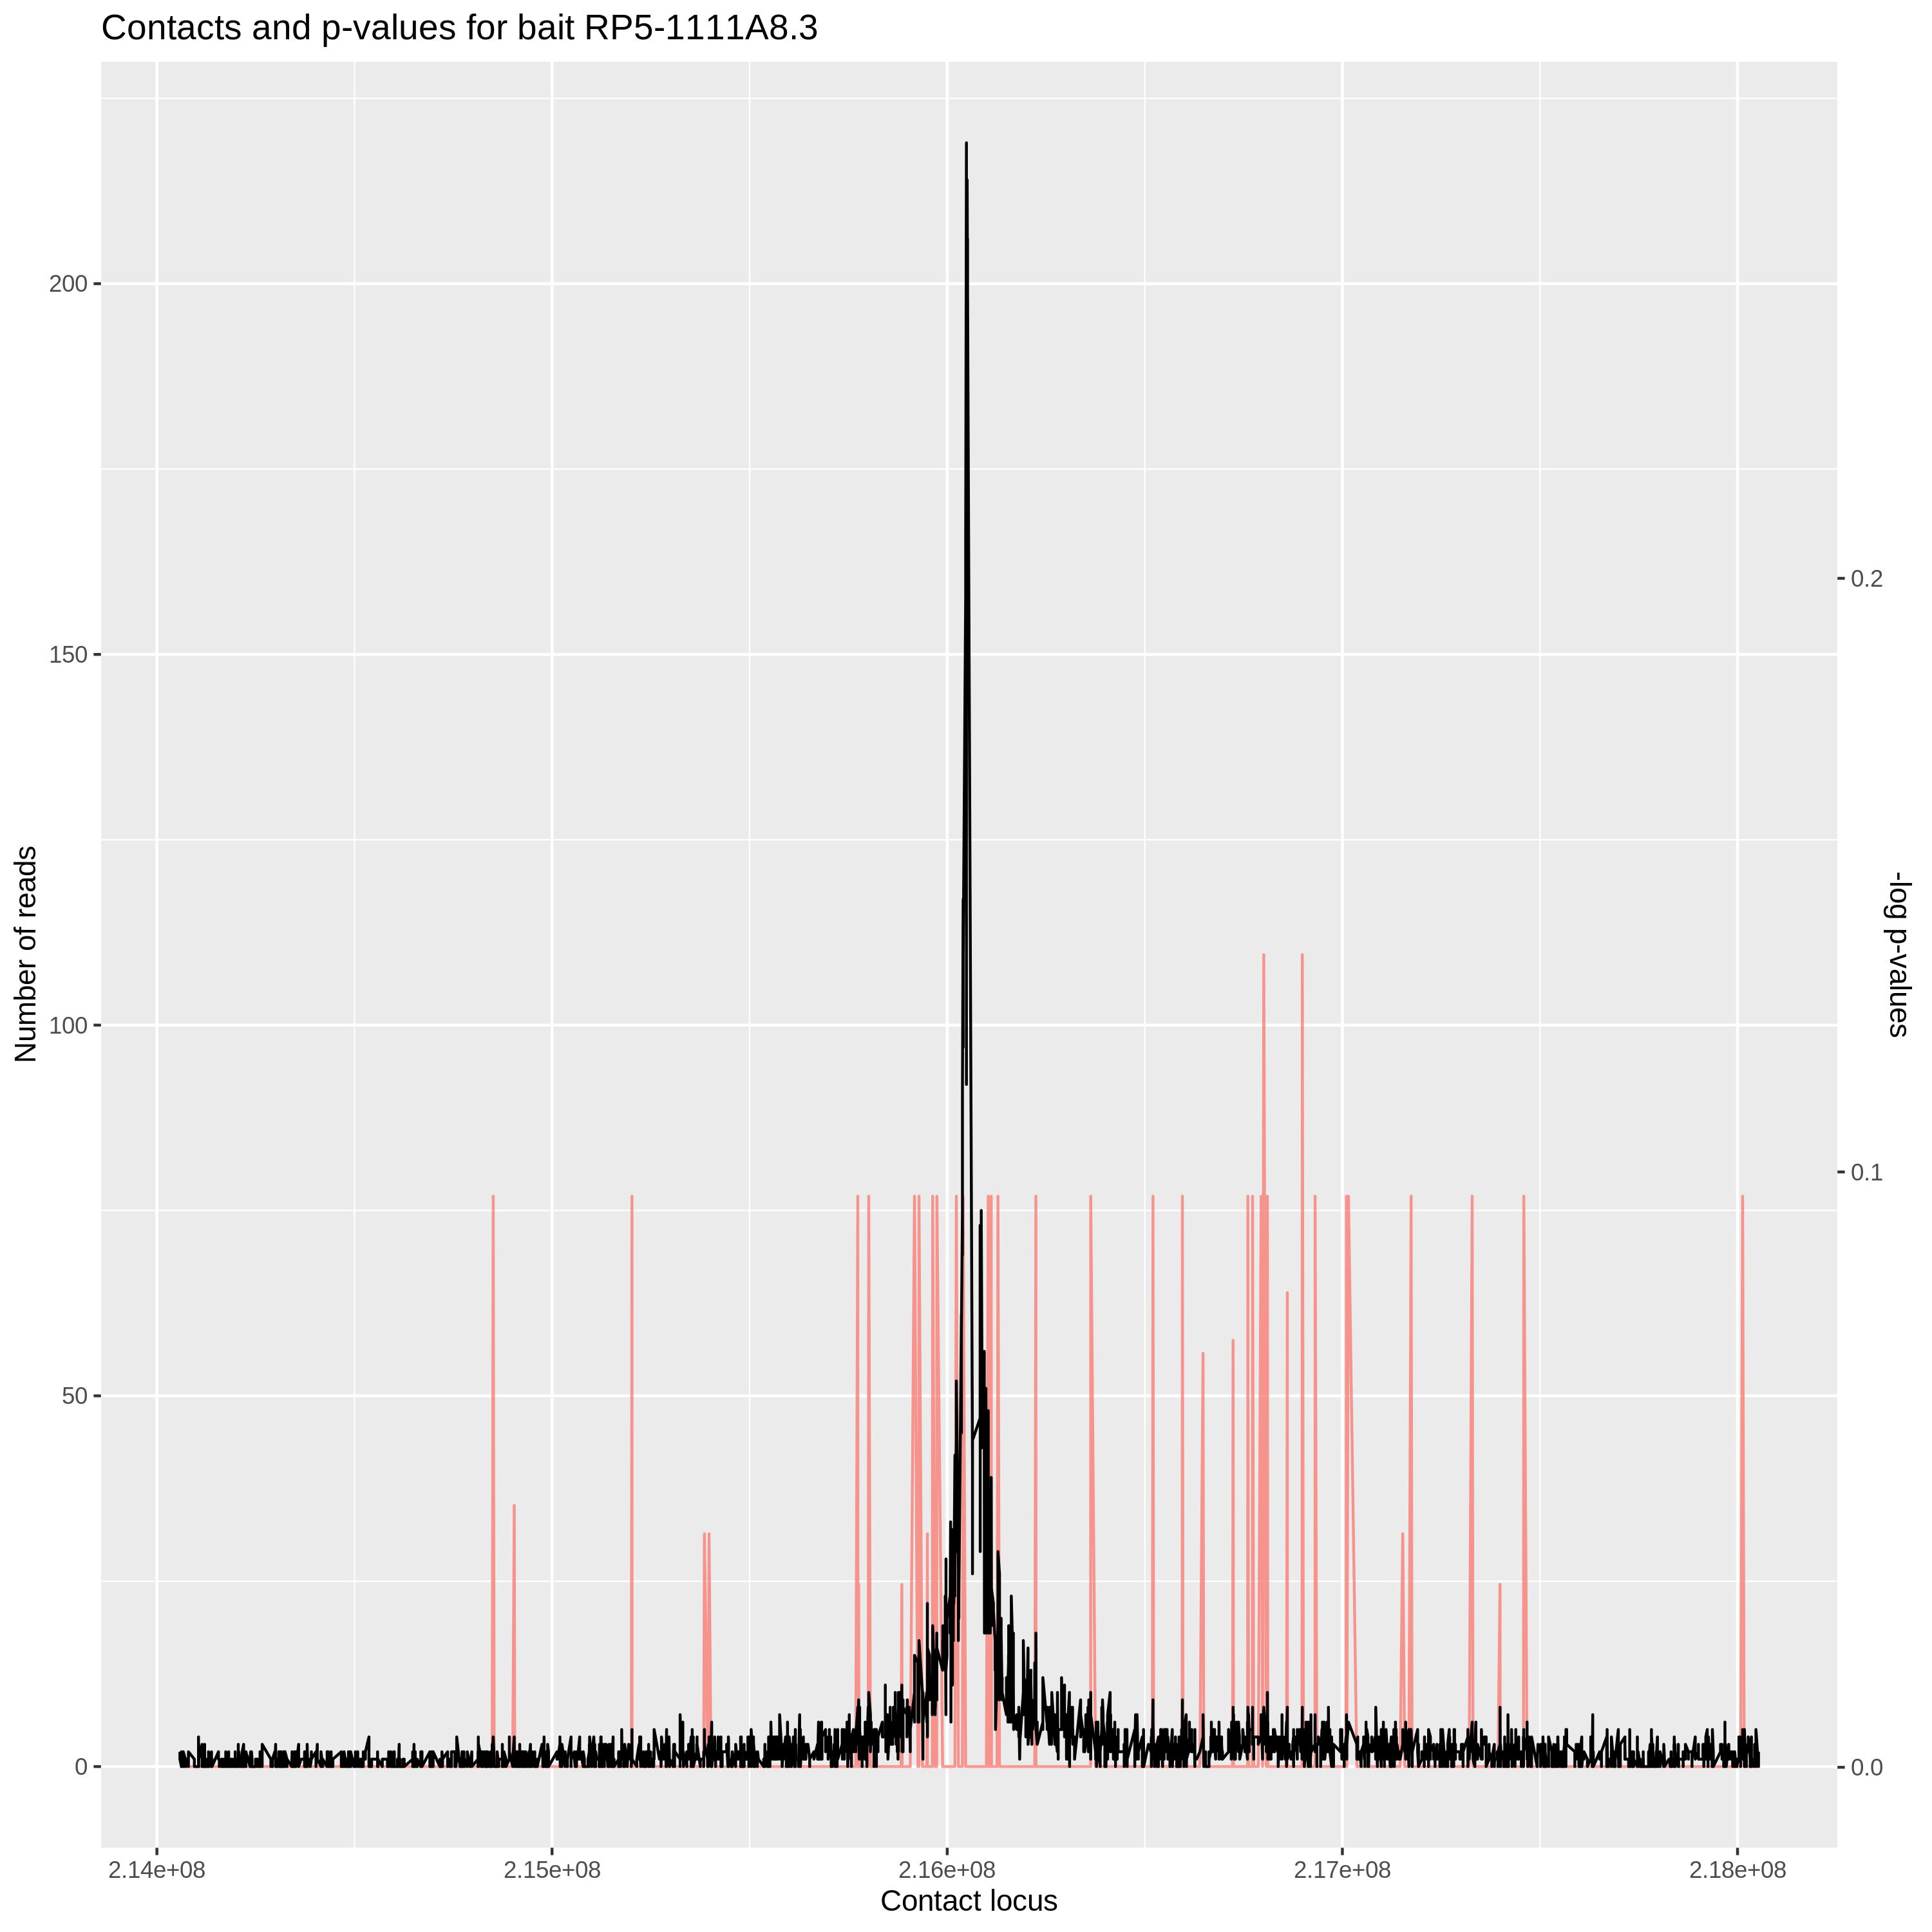 Contacts and p-values for bait RP5-1111A8.3
Number of reads
200
150
100
50
0
0.2
0.1
0.0
-log p-values
2.14e+08
2.15e+08
2.16e+08
2.17e+08
2.18e+08
Contact locus